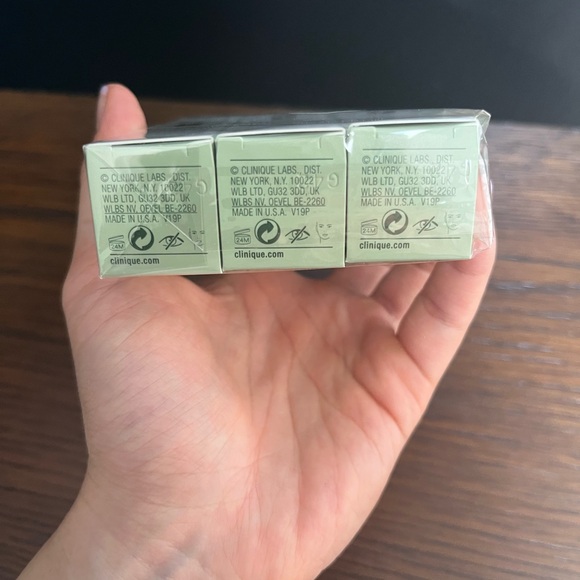 © CLINIQUE LABS., DIST.
NEW YORK, N.Y. 10022
WLB LTD, GU32 3DD, UK
WLBS NV. OEVEL BE-2260
MADE IN U.S.A. V19P
24M
clinique.com
© CLINIQUE LABS., DIST.
NEW YORK, N.Y. 10022
WLB LTD, GU32 3DD, UK
WLBS NV. OEVEL BE-2260
MADE IN U.S.A. V19P
24M
clinique.com
© CLINIQUE LABS., DIST.
NEW YORK, N.Y. 10022
WLB LTD, GU32 3DD, UK
WLBS NV. OEVEL BE-2260
MADE IN U.S.A. V19P
24M
clinique.com